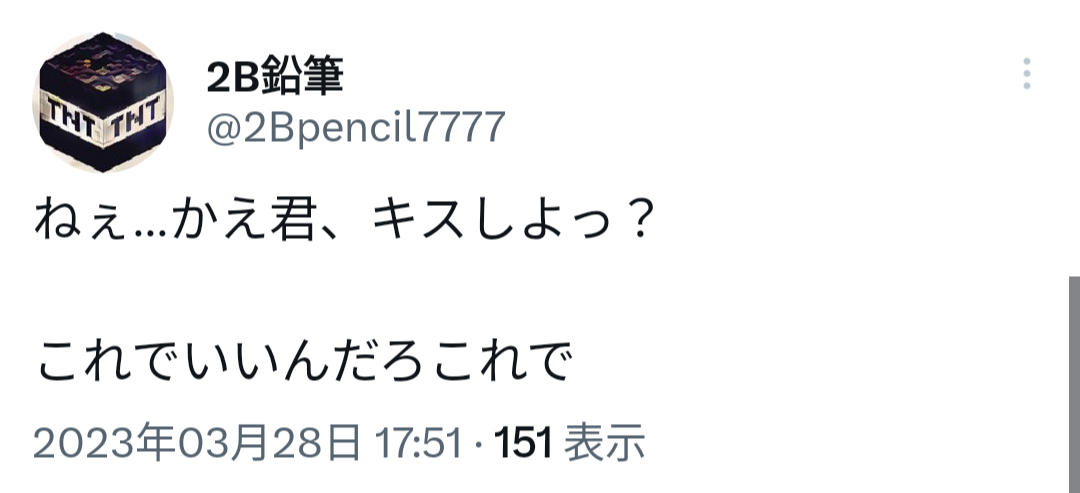 TNT TNT
2B鉛筆
@2Bpencil7777
ねぇ...かえ君、キスしよっ？
これでいいんだろこれで
2023年03月28日 17:51 · 151 表示